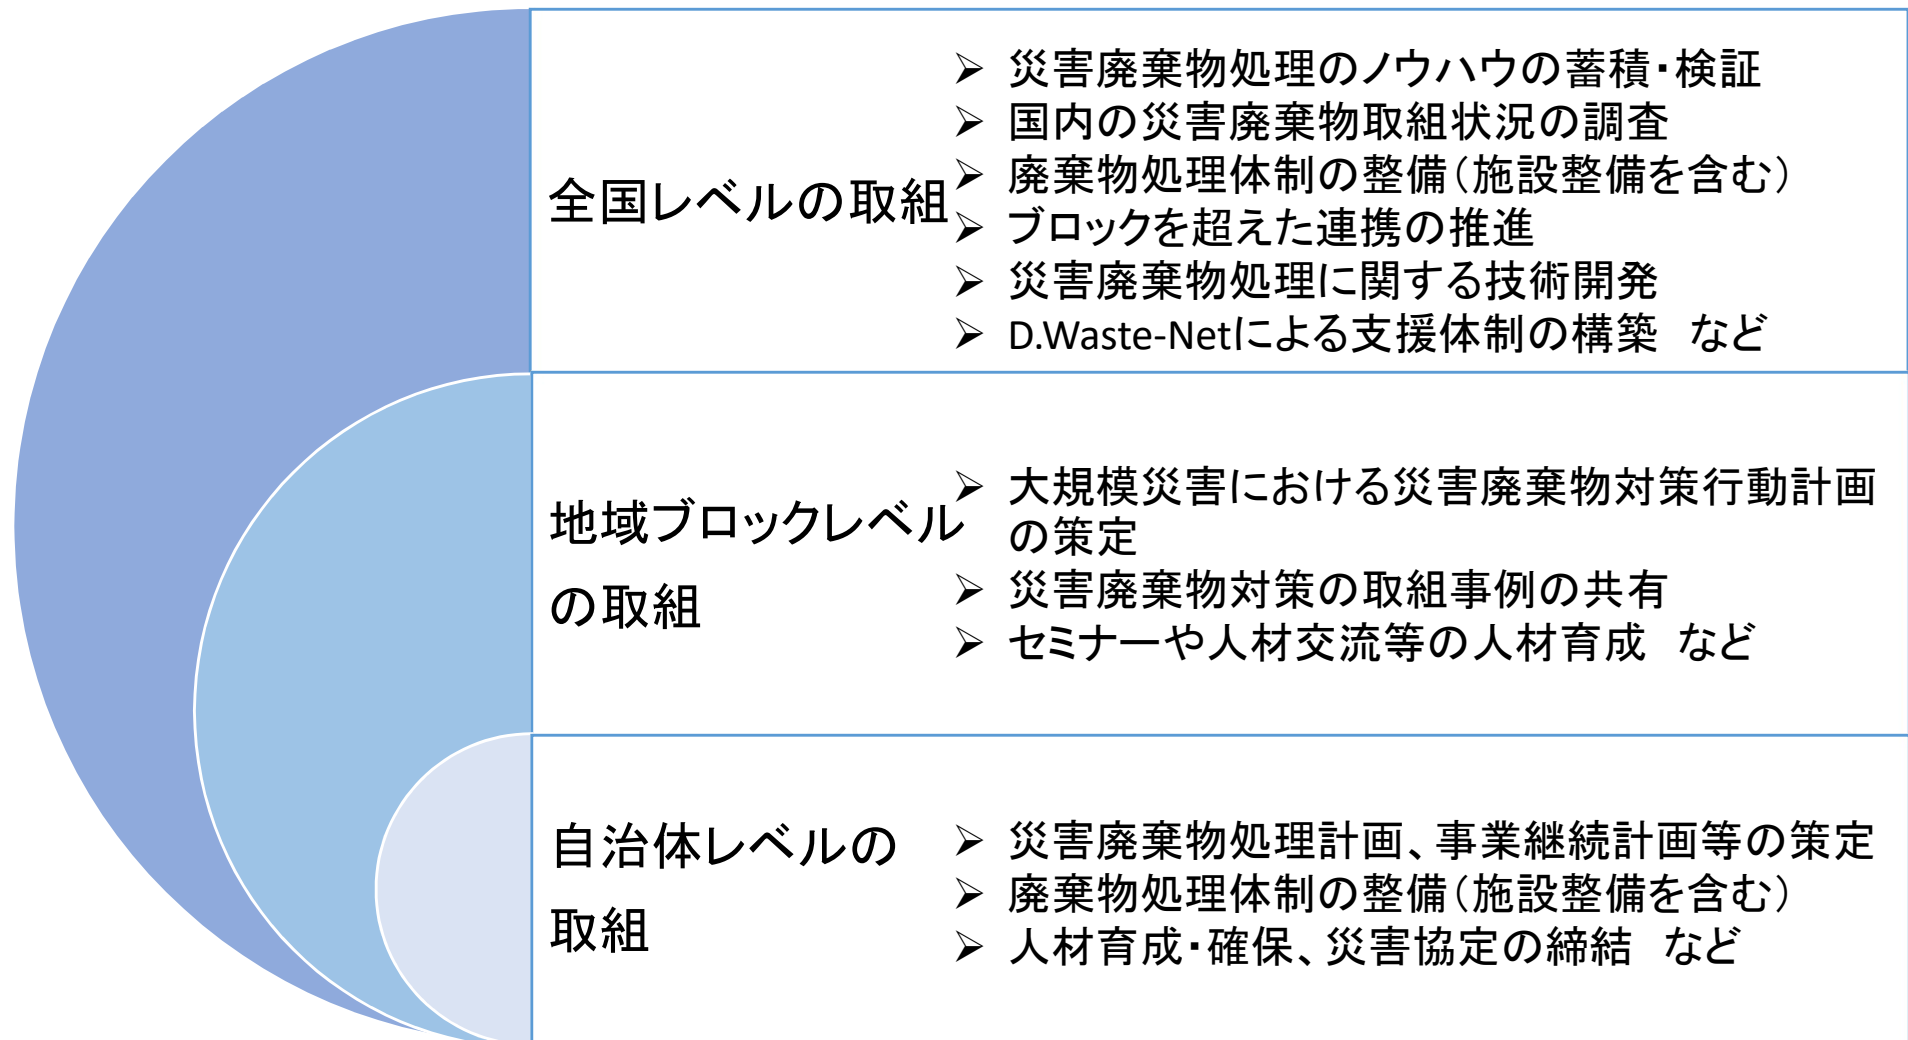 全国レベルの取組
➢ 災害廃棄物処理のノウハウの蓄積・検証
➢ 国内の災害廃棄物取組状況の調査
➢ 廃棄物処理体制の整備（施設整備を含む）
➢ ブロックを超えた連携の推進
➢ 災害廃棄物処理に関する技術開発
➢ D.Waste-Netによる支援体制の構築　など
地域ブロックレベル
の取組
➢ 大規模災害における災害廃棄物対策行動計画
の策定
➢ 災害廃棄物対策の取組事例の共有
➢ セミナーや人材交流等の人材育成　など
自治体レベルの
取組
➢ 災害廃棄物処理計画、事業継続計画等の策定
➢ 廃棄物処理体制の整備（施設整備を含む）
➢ 人材育成・確保、災害協定の締結　など